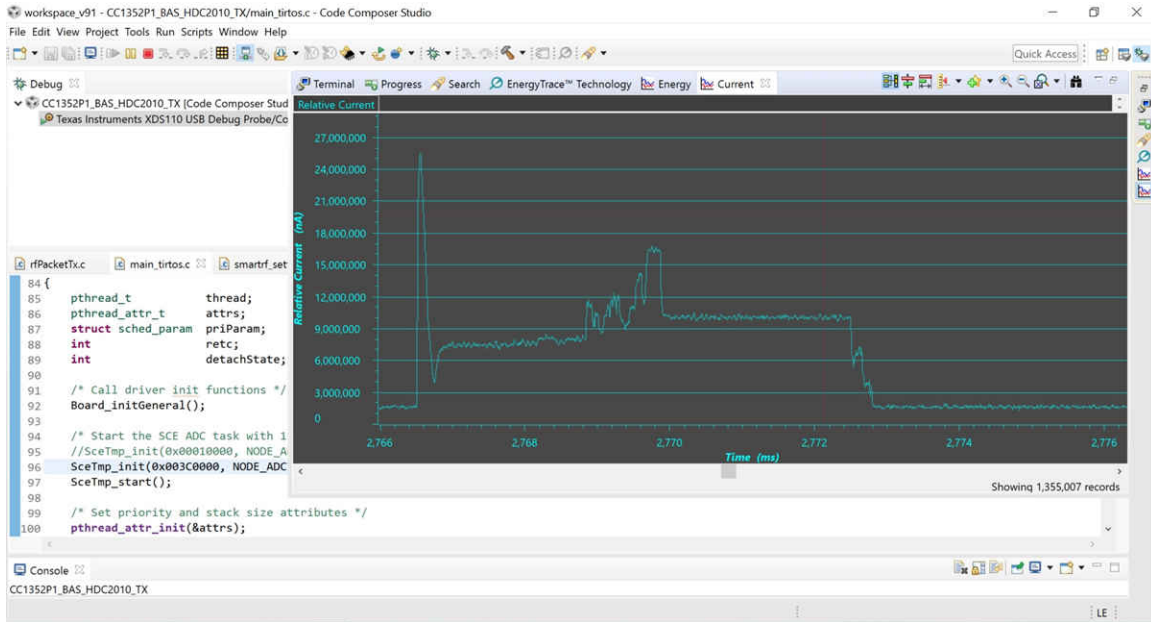 workspace_v91 - CC1352P1_BAS_HDC2010_TX/main_tirtos.c - Code Composer Studio
File Edit View Project Tools Run Scripts Window Help
Quick Access
Debug
CC1352P1_BAS_HDC2010_TX [Code Composer Stud
Texas Instruments XDS110 USB Debug Probe/Co
Terminal Progress Search EnergyTrace™ Technology Energy Current
Relative Current
27,000,000
24,000,000
21,000,000
18,000,000
15,000,000
12,000,000
9,000,000
6,000,000
3,000,000
0
Relative Current (nA)
2,766 2,768 2,770 2,772 2,774 2,776
Time (ms)
Showing 1,355,007 records
rfPacketTx.c main_tirtos.c smartrf_set
84 {
85 pthread_t thread;
86 pthread_attr_t attrs;
87 struct sched_param priParam;
88 int retc;
89 int detachState;
90
91 /* Call driver init functions */
92 Board_initGeneral();
93
94 /* Start the SCE ADC task with 1
95 //SceTmp_init(0x00010000, NODE_A
96 SceTmp_init(0x003C0000, NODE_ADC
97 SceTmp_start();
98
99 /* Set priority and stack size attributes */
100 pthread_attr_init(&attrs);
Console
CC1352P1_BAS_HDC2010_TX
LE